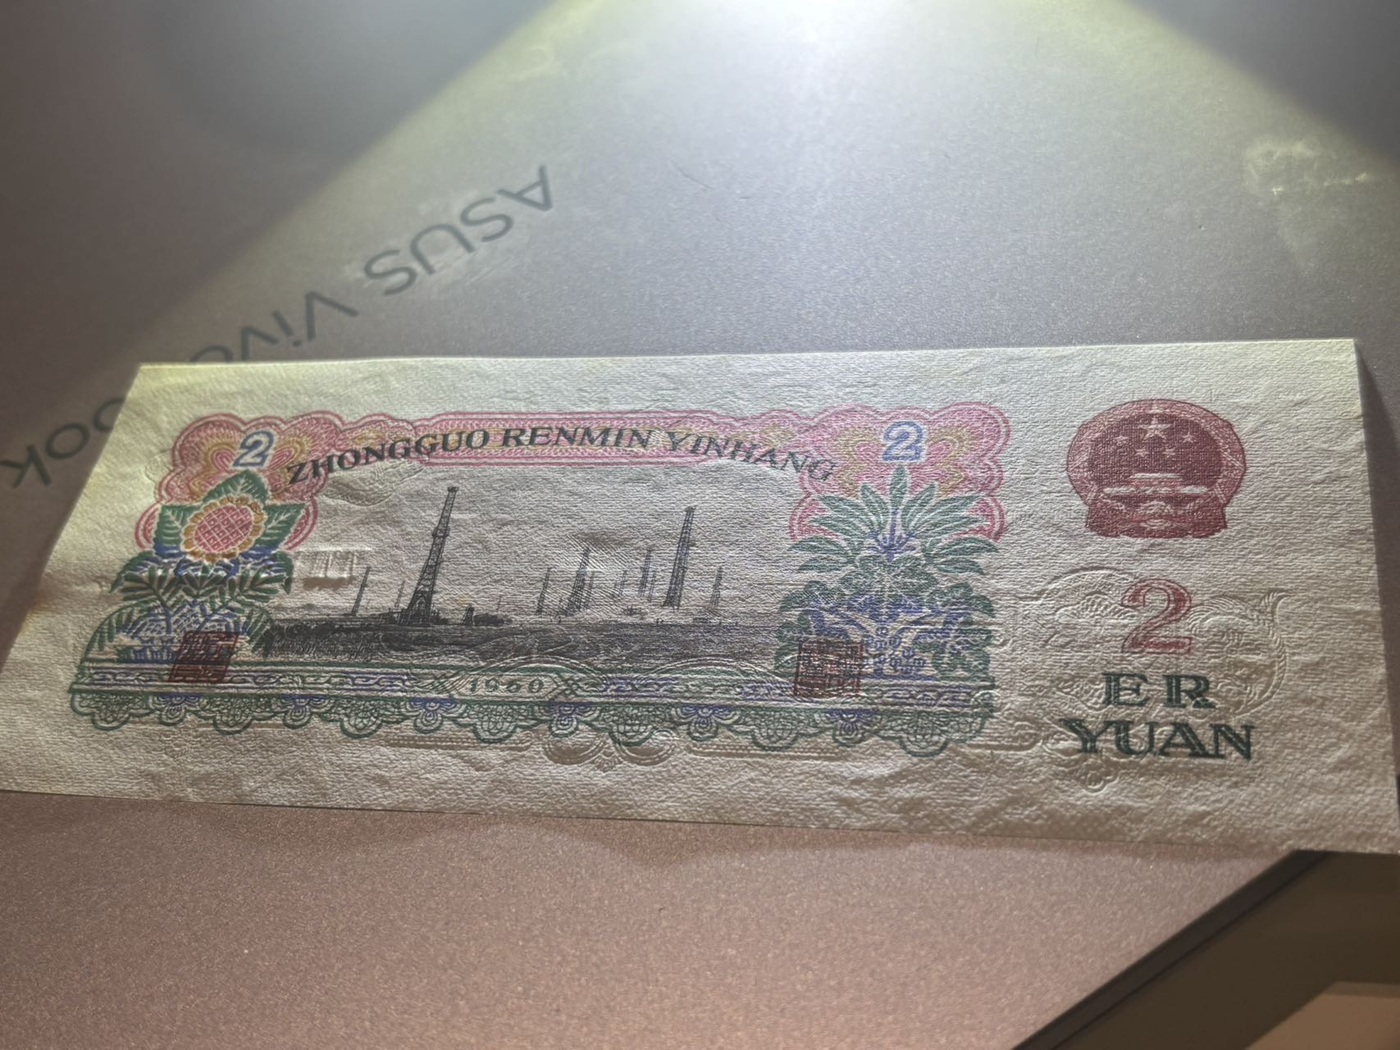 ASUS Vivobook
2
ZHONGGUO RENMIN YINHANG
2
1960
2
ER
YUAN